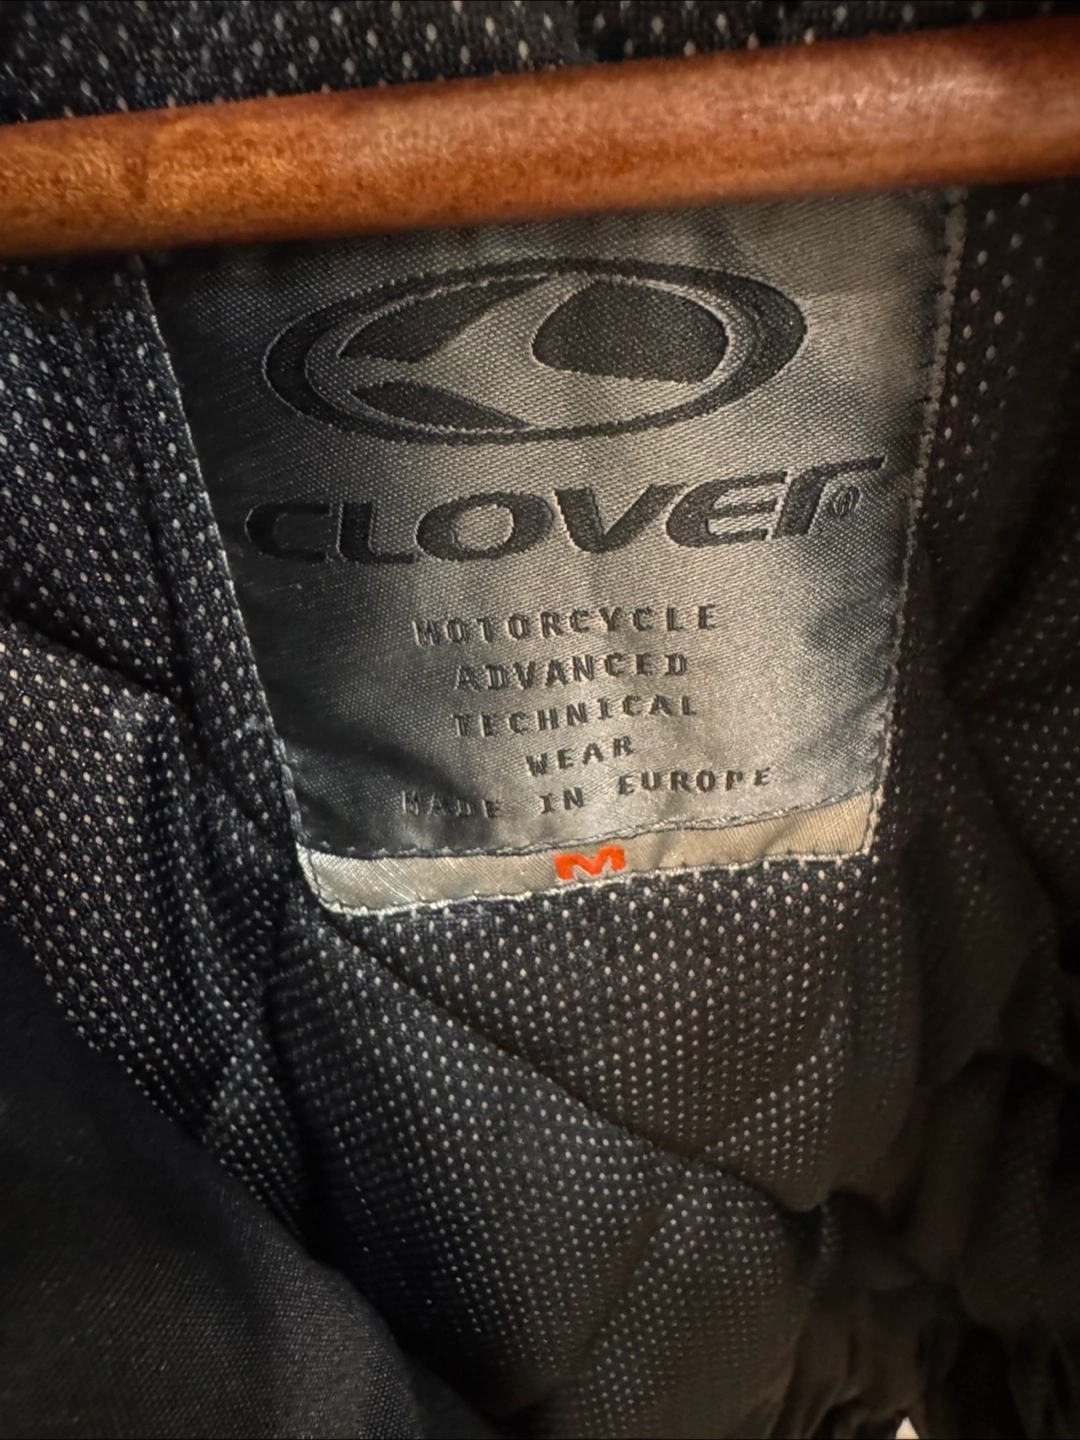 CLOVER®
MOTORCYCLE
ADVANCED
TECHNICAL
WEAR
MADE IN EUROPE
M